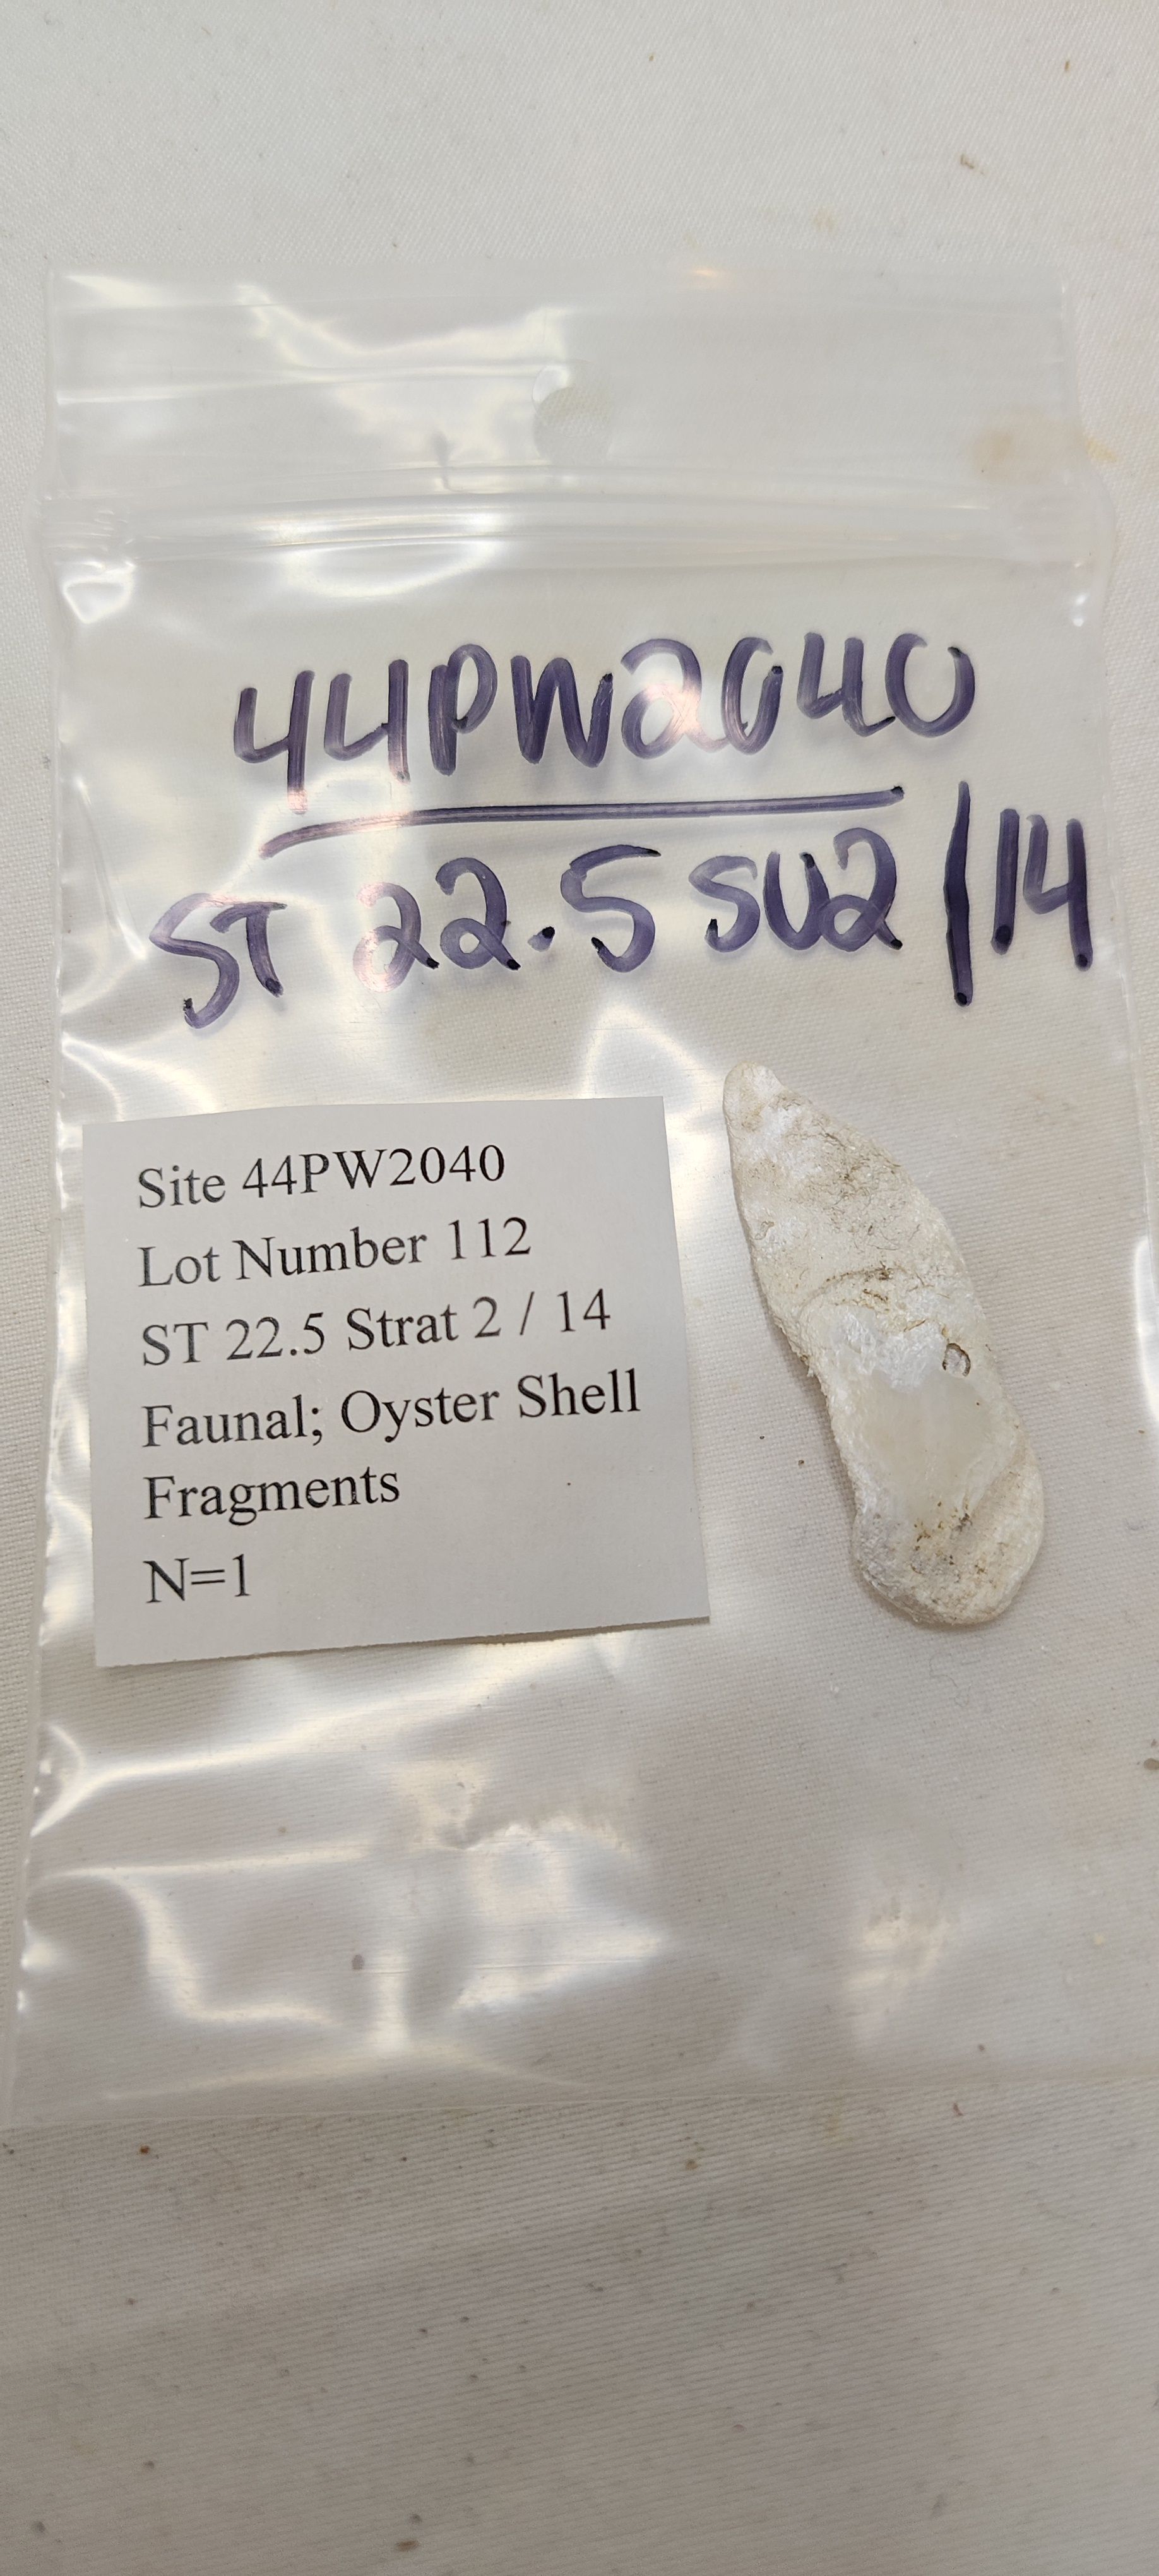 44PW2040
ST 22.5 SU2 / 14
Site 44PW2040
Lot Number 112
ST 22.5 Strat 2 / 14
Faunal; Oyster Shell
Fragments
N=1